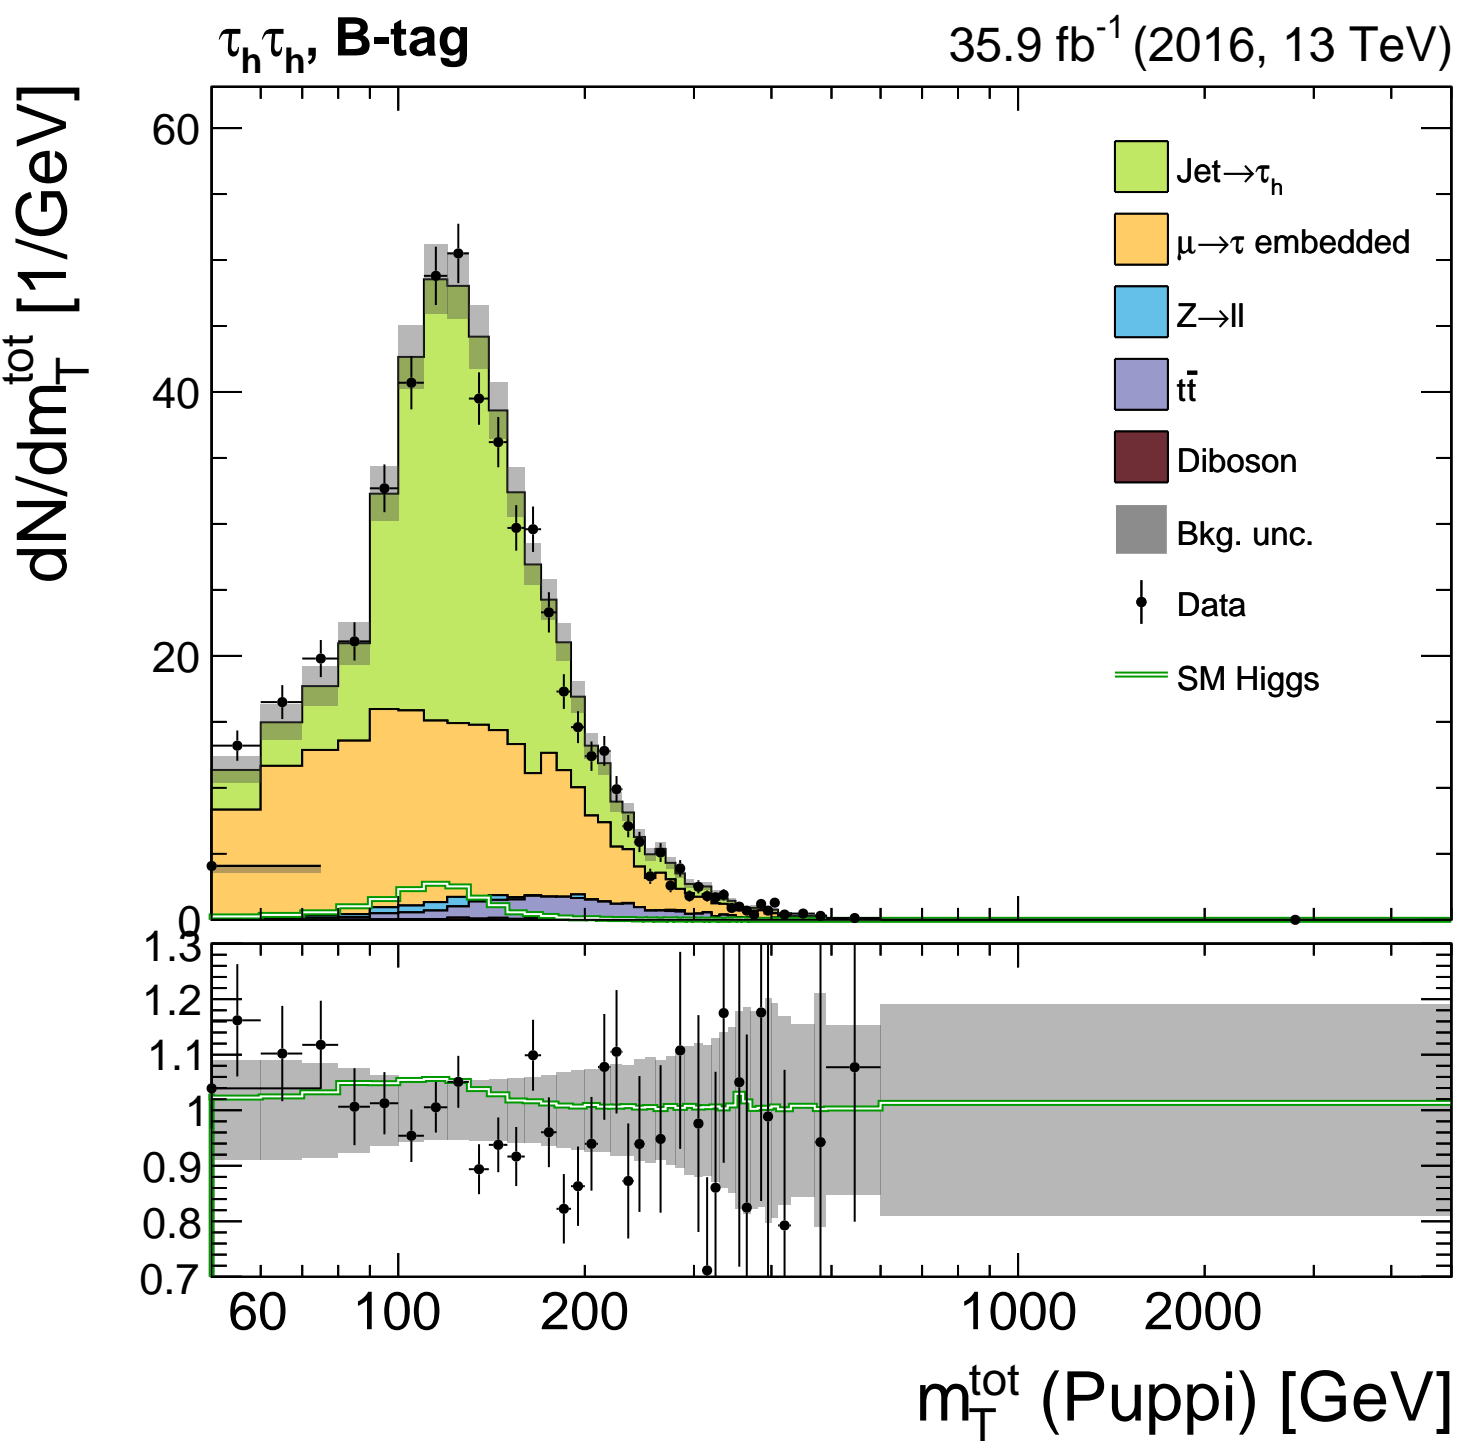 τhτh, B-tag
35.9 fb-1 (2016, 13 TeV)
dN/dmTtot [1/GeV]
60
40
20
0
Jet→τh
μ→τ embedded
Z→ll
tt̄
Diboson
Bkg. unc.
Data
SM Higgs
1.3
1.2
1.1
1
0.9
0.8
0.7
60 100 200 1000 2000
mTtot (Puppi) [GeV]